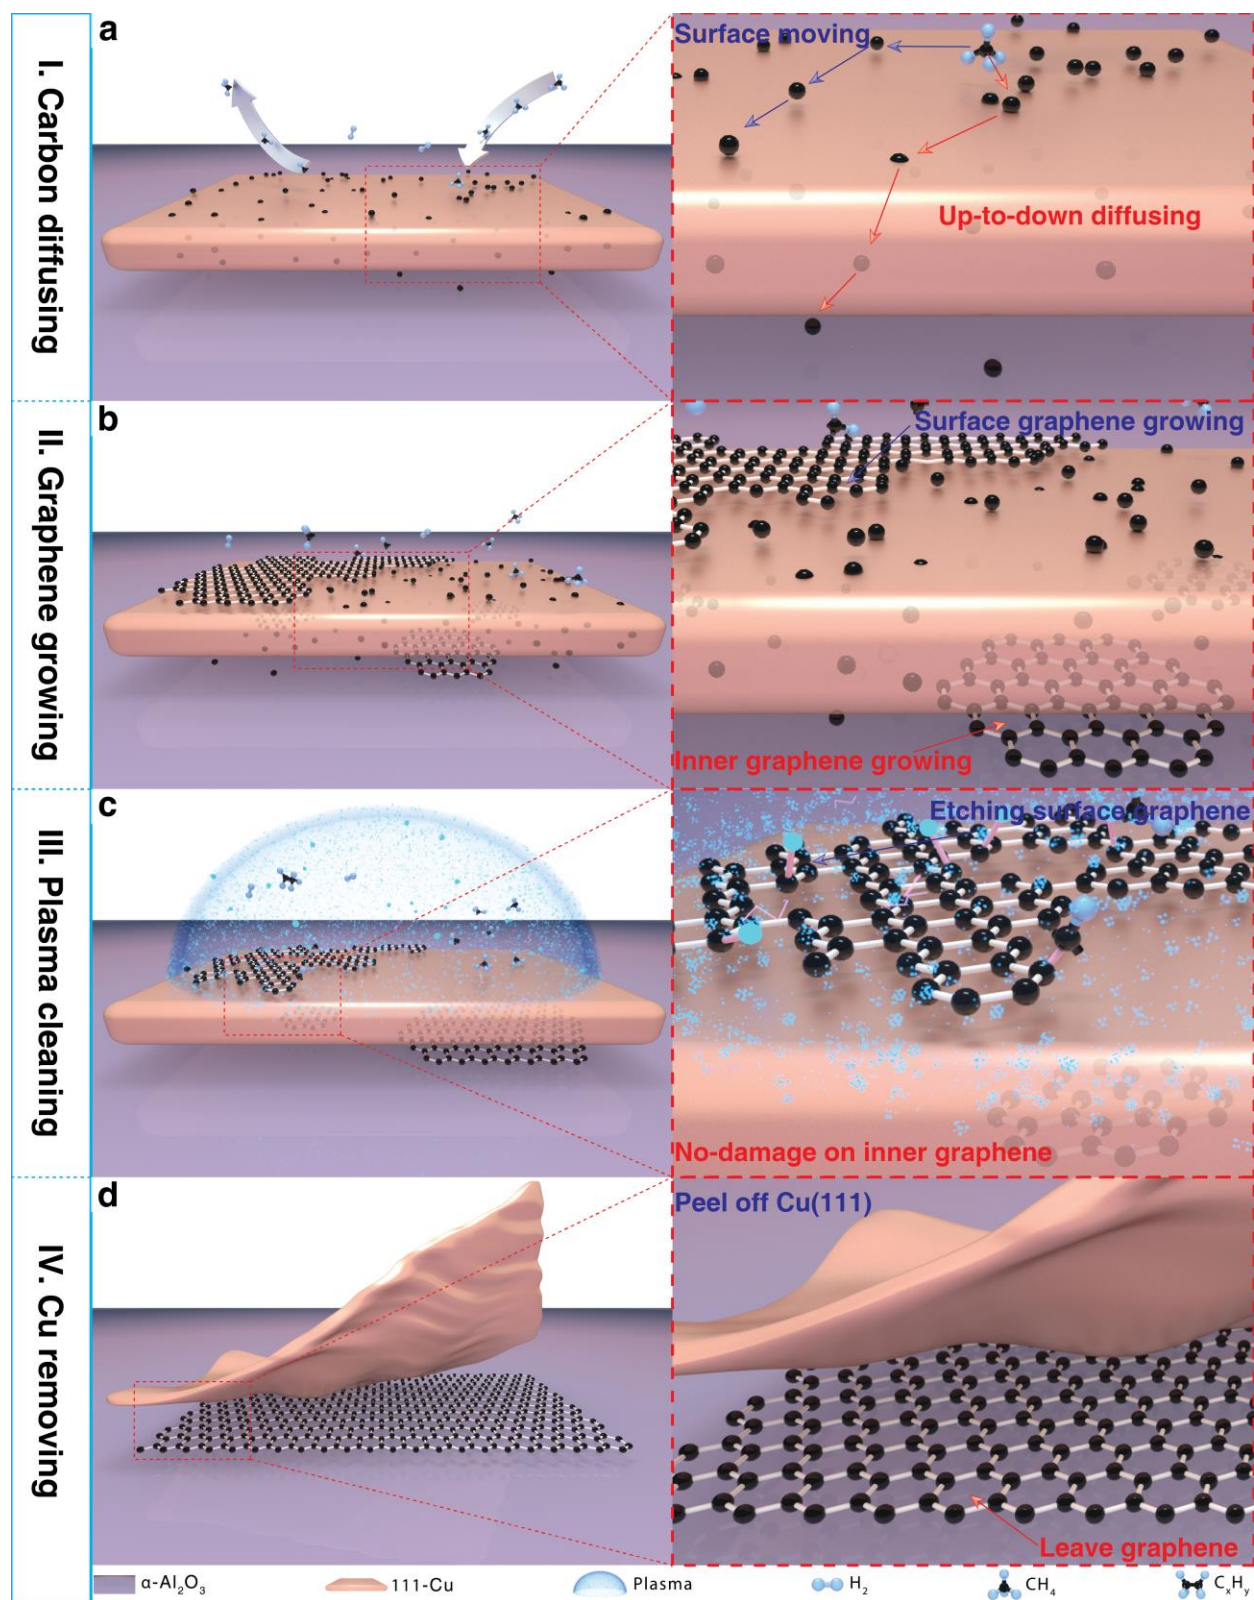 I. Carbon diffusing
a
Surface moving
Up-to-down diffusing
II. Graphene growing
b
Surface graphene growing
Inner graphene growing
III. Plasma cleaning
c
Etching surface graphene
No-damage on inner graphene
IV. Cu removing
d
Peel off Cu(111)
Leave graphene
α-Al₂O₃
111-Cu
Plasma
H₂
CH₄
CₓHᵧ